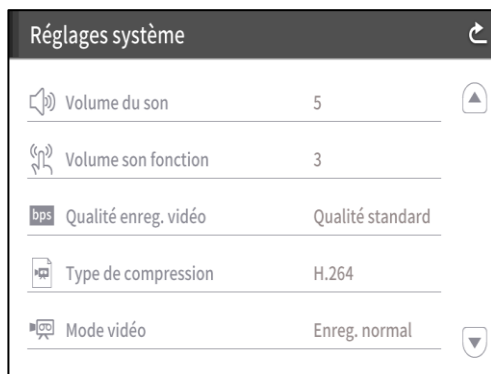 Réglages système
Volume du son 5
Volume son fonction 3
bps Qualité enreg. vidéo Qualité standard
Type de compression H.264
Mode vidéo Enreg. normal